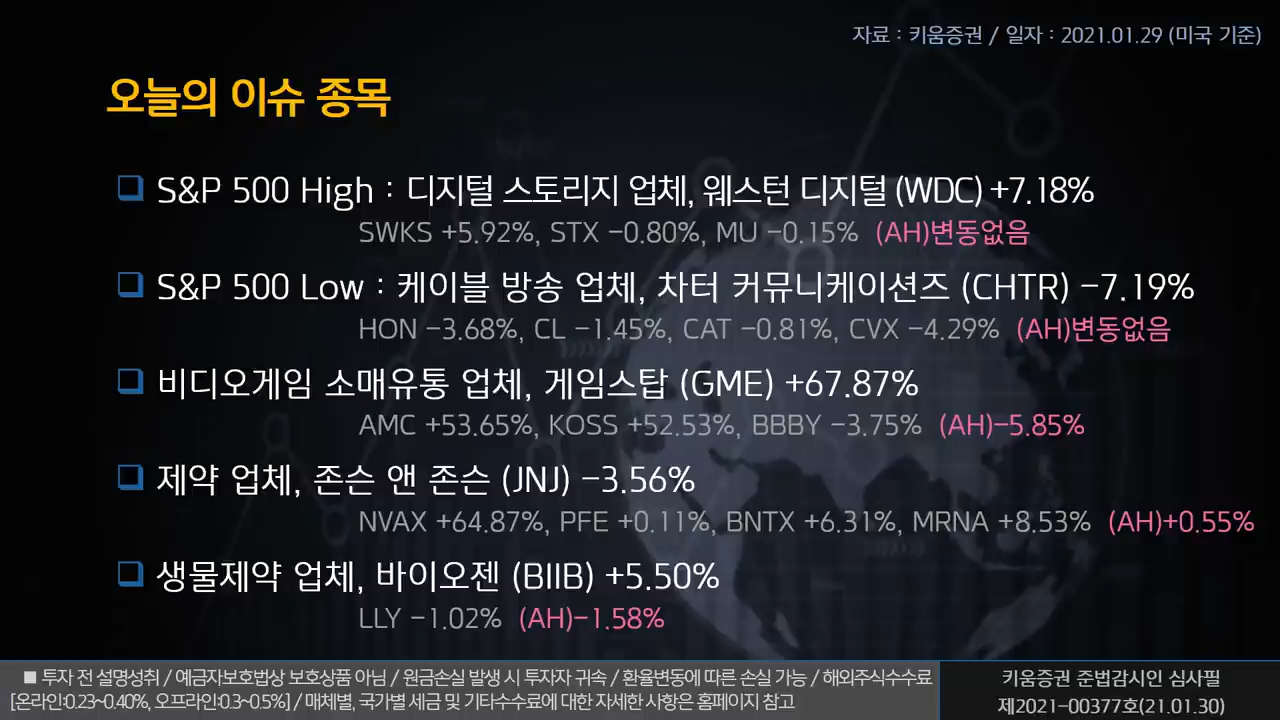 자료 : 키움증권 / 일자 : 2021.01.29 (미국 기준)
오늘의 이슈 종목
❑ S&P 500 High : 디지털 스토리지 업체, 웨스턴 디지털 (WDC) +7.18%
SWKS +5.92%, STX -0.80%, MU -0.15% (AH)변동없음
❑ S&P 500 Low : 케이블 방송 업체, 차터 커뮤니케이션즈 (CHTR) -7.19%
HON -3.68%, CL -1.45%, CAT -0.81%, CVX -4.29% (AH)변동없음
❑ 비디오게임 소매유통 업체, 게임스탑 (GME) +67.87%
AMC +53.65%, KOSS +52.53%, BBBY -3.75% (AH)-5.85%
❑ 제약 업체, 존슨 앤 존슨 (JNJ) -3.56%
NVAX +64.87%, PFE +0.11%, BNTX +6.31%, MRNA +8.53% (AH)+0.55%
❑ 생물제약 업체, 바이오젠 (BIIB) +5.50%
LLY -1.02% (AH)-1.58%
■ 투자 전 설명성취 / 예금자보호법상 보호상품 아님 / 원금손실 발생 시 투자자 귀속 / 환율변동에 따른 손실 가능 / 해외주식수수료
[온라인:0.23~0.40%, 오프라인:0.3~0.5%] / 매체별, 국가별 세금 및 기타수수료에 대한 자세한 사항은 홈페이지 참고
키움증권 준법감시인 심사필
제2021-00377호(21.01.30)